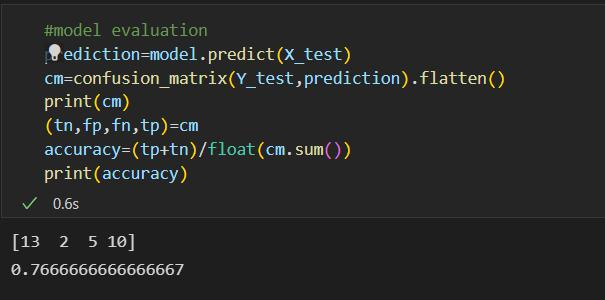 #model evaluation
prediction=model.predict(X_test)
cm=confusion_matrix(Y_test,prediction).flatten()
print(cm)
(tn,fp,fn,tp)=cm
accuracy=(tp+tn)/float(cm.sum())
print(accuracy)
0.6s
[13  2  5 10]
0.7666666666666667